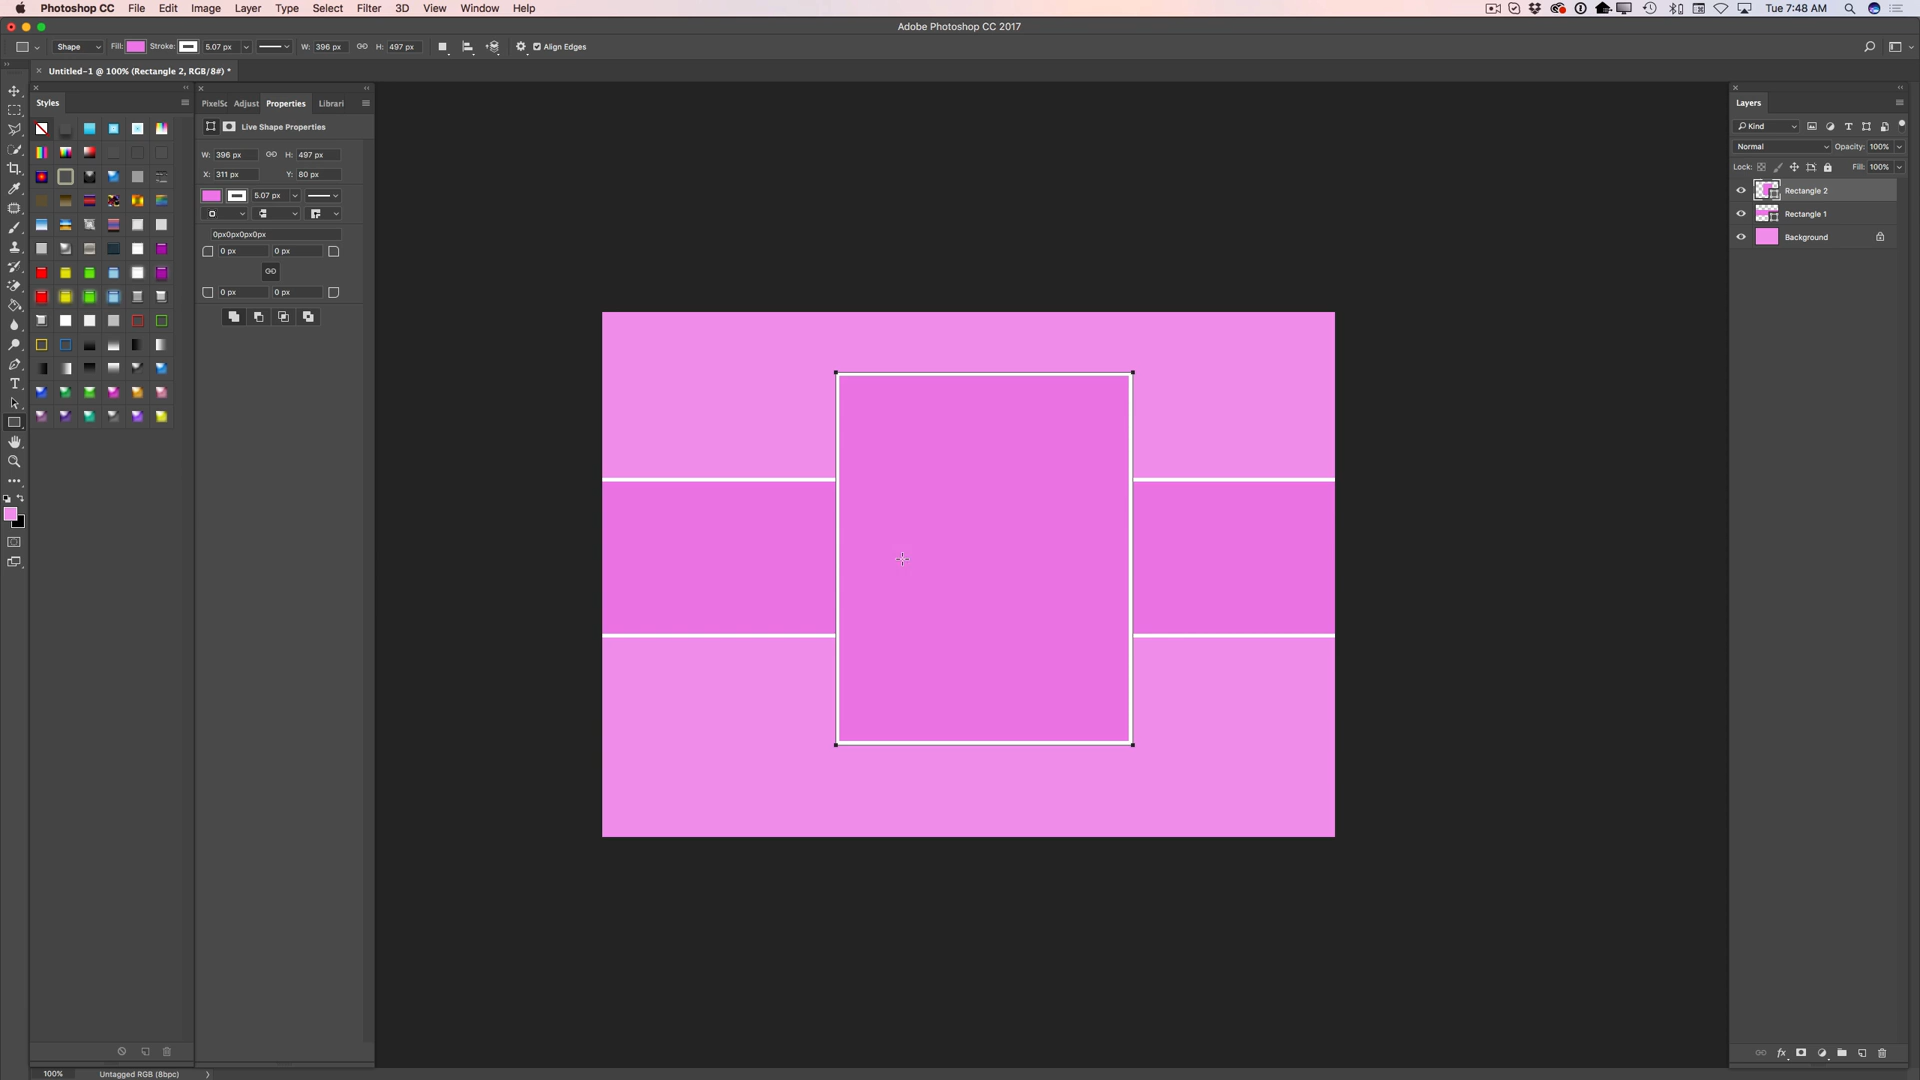 Photoshop CC File Edit Image Layer Type Select Filter 3D View Window Help Tue 7:48 AM
Adobe Photoshop CC 2017
Shape Fill: Stroke: 5.07 px W: 396 px H: 497 px Align Edges
Untitled-1 @ 100% (Rectangle 2, RGB/8#) *
Styles
PixelSc Adjust Properties Librari
Live Shape Properties
W: 396 px H: 497 px
X: 311 px Y: 80 px
5.07 px
0px0px0px0px
0 px 0 px
0 px 0 px
Layers
Kind
Normal Opacity: 100%
Lock: Fill: 100%
Rectangle 2
Rectangle 1
Background
100% Untagged RGB (8bpc)